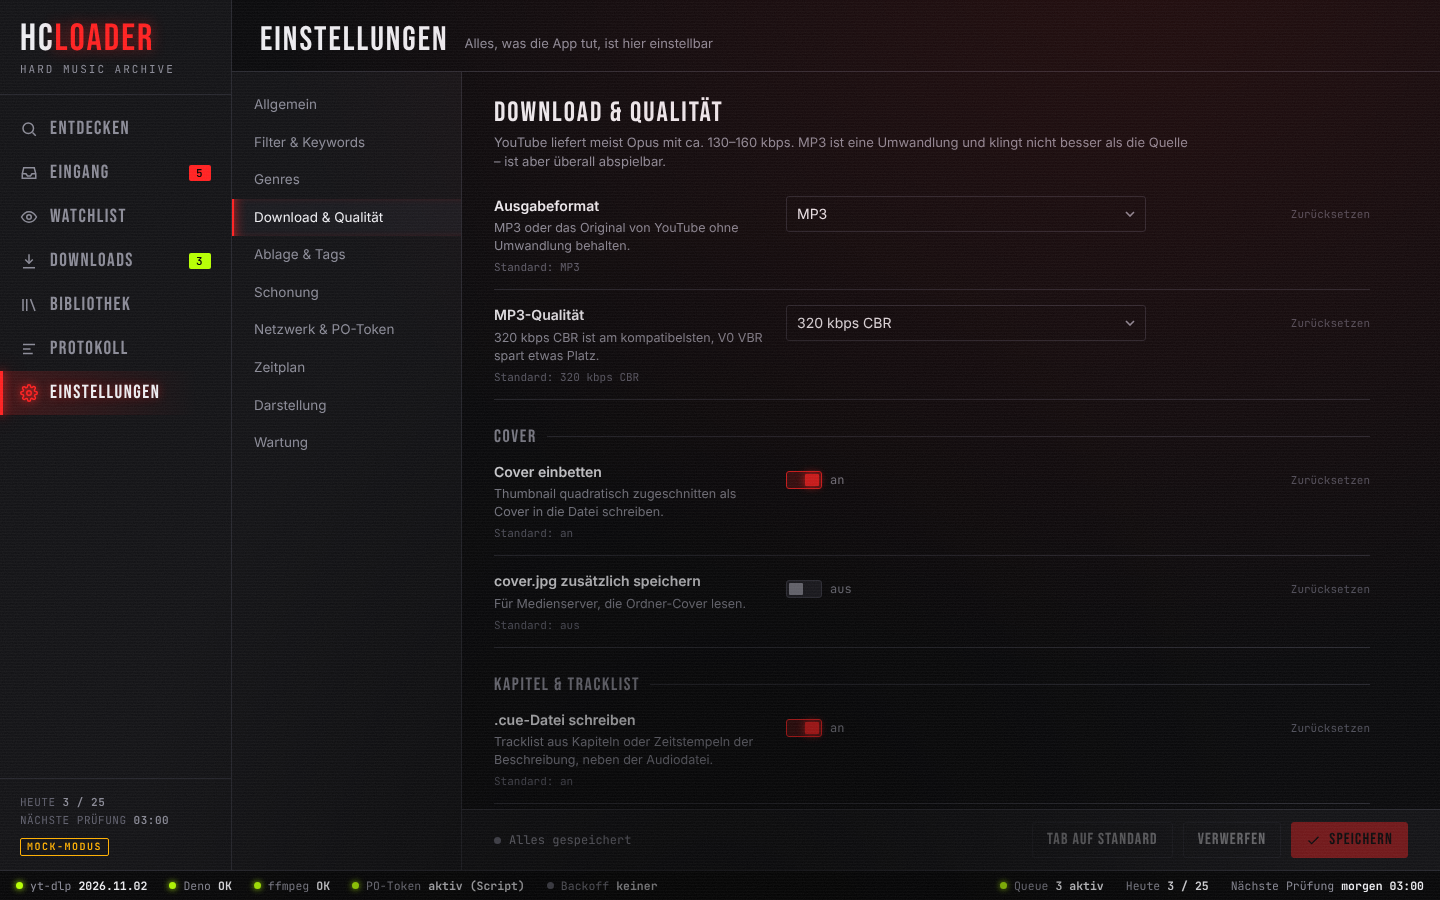 HCLOADER
HARD MUSIC ARCHIVE
ENTDECKEN
EINGANG 5
WATCHLIST
DOWNLOADS 3
BIBLIOTHEK
PROTOKOLL
EINSTELLUNGEN
HEUTE 3 / 25
NÄCHSTE PRÜFUNG 03:00
MOCK-MODUS
EINSTELLUNGEN Alles, was die App tut, ist hier einstellbar
Allgemein
Filter & Keywords
Genres
Download & Qualität
Ablage & Tags
Schonung
Netzwerk & PO-Token
Zeitplan
Darstellung
Wartung
DOWNLOAD & QUALITÄT
YouTube liefert meist Opus mit ca. 130–160 kbps. MP3 ist eine Umwandlung und klingt nicht besser als die Quelle
– ist aber überall abspielbar.
Ausgabeformat
MP3 oder das Original von YouTube ohne
Umwandlung behalten.
Standard: MP3
MP3
Zurücksetzen
MP3-Qualität
320 kbps CBR ist am kompatibelsten, V0 VBR
spart etwas Platz.
Standard: 320 kbps CBR
320 kbps CBR
Zurücksetzen
COVER
Cover einbetten
Thumbnail quadratisch zugeschnitten als
Cover in die Datei schreiben.
Standard: an
an
Zurücksetzen
cover.jpg zusätzlich speichern
Für Medienserver, die Ordner-Cover lesen.
Standard: aus
aus
Zurücksetzen
KAPITEL & TRACKLIST
.cue-Datei schreiben
Tracklist aus Kapiteln oder Zeitstempeln der
Beschreibung, neben der Audiodatei.
Standard: an
an
Zurücksetzen
Alles gespeichert
TAB AUF STANDARD
VERWERFEN
SPEICHERN
yt-dlp 2026.11.02 Deno OK ffmpeg OK PO-Token aktiv (Script) Backoff keiner Queue 3 aktiv Heute 3 / 25 Nächste Prüfung morgen 03:00